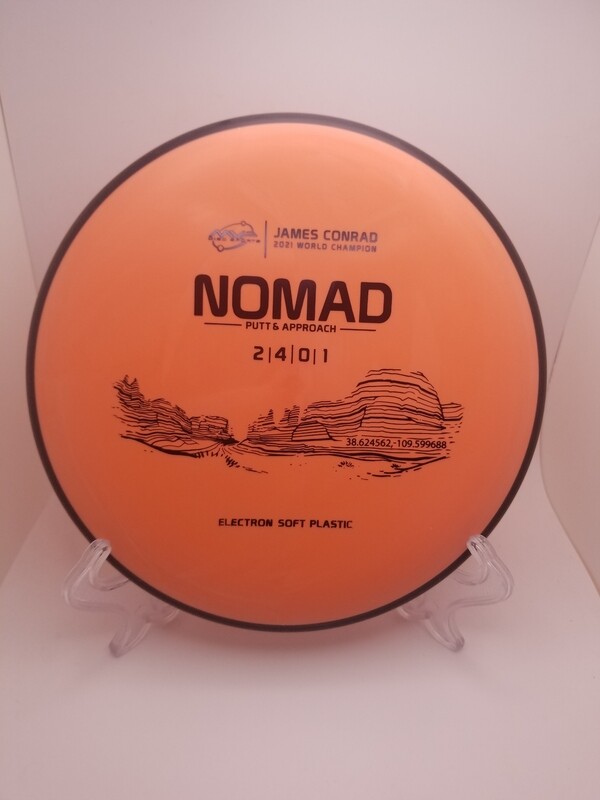 JAMES CONRAD
2021 WORLD CHAMPION
NOMAD
PUTT & APPROACH
2|4|0|1
38.624562,-109.599688
ELECTRON SOFT PLASTIC